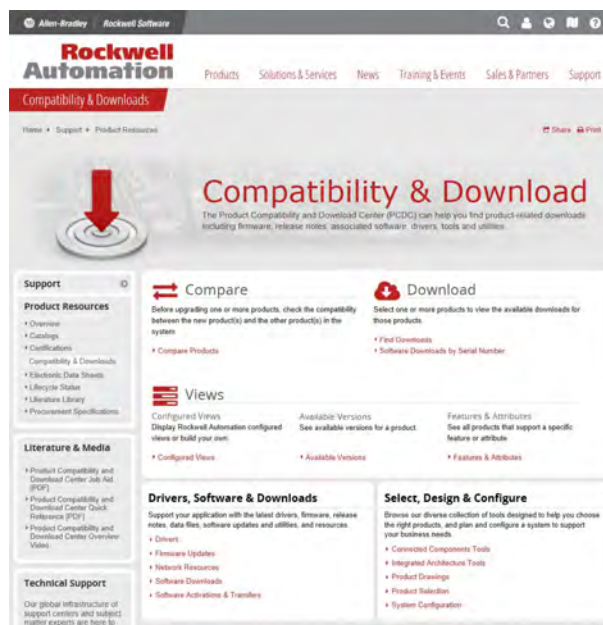 Allen-Bradley Rockwell Software
Rockwell
Automation
Products Solutions & Services News Training & Events Sales & Partners Support
Compatibility & Downloads
Home Support Product Resources
Share Print
Compatibility & Download
The Product Compatibility and Download Center (PCDC) can help you find product-related downloads
including firmware, release notes, associated software, drivers, tools and utilities.
Support
Product Resources
Overview
Catalogs
Certifications
Compatibility & Downloads
Electronic Data Sheets
Lifecycle Status
Literature Library
Procurement Specifications
Compare
Before upgrading one or more products, check the compatibility
between the new product(s) and the other product(s) in the
system
Compare Products
Download
Select one or more products to view the available downloads for
those products.
Find Downloads
Software Downloads by Serial Number
Views
Configured Views
Display Rockwell Automation configured
views or build your own.
Configured Views
Available Versions
See available versions for a product.
Available Versions
Features & Attributes
See all products that support a specific
feature or attribute
Features & Attributes
Literature & Media
Product Compatibility and
Download Center Job Aid
[PDF]
Product Compatibility and
Download Center Quick
Reference [PDF]
Product Compatibility and
Download Center Overview
Video
Drivers, Software & Downloads
Support your application with the latest drivers, firmware, release
notes, data files, software updates and utilities, and resources
Drivers
Firmware Updates
Network Resources
Software Downloads
Software Activations & Transfers
Select, Design & Configure
Browse our diverse collection of tools designed to help you choose
the right products, and plan and configure a system to support
your business needs
Connected Components Tools
Integrated Architecture Tools
Product Drawings
Product Selection
System Configuration
Technical Support
Our global infrastructure of
support centers and subject
matter experts are here to